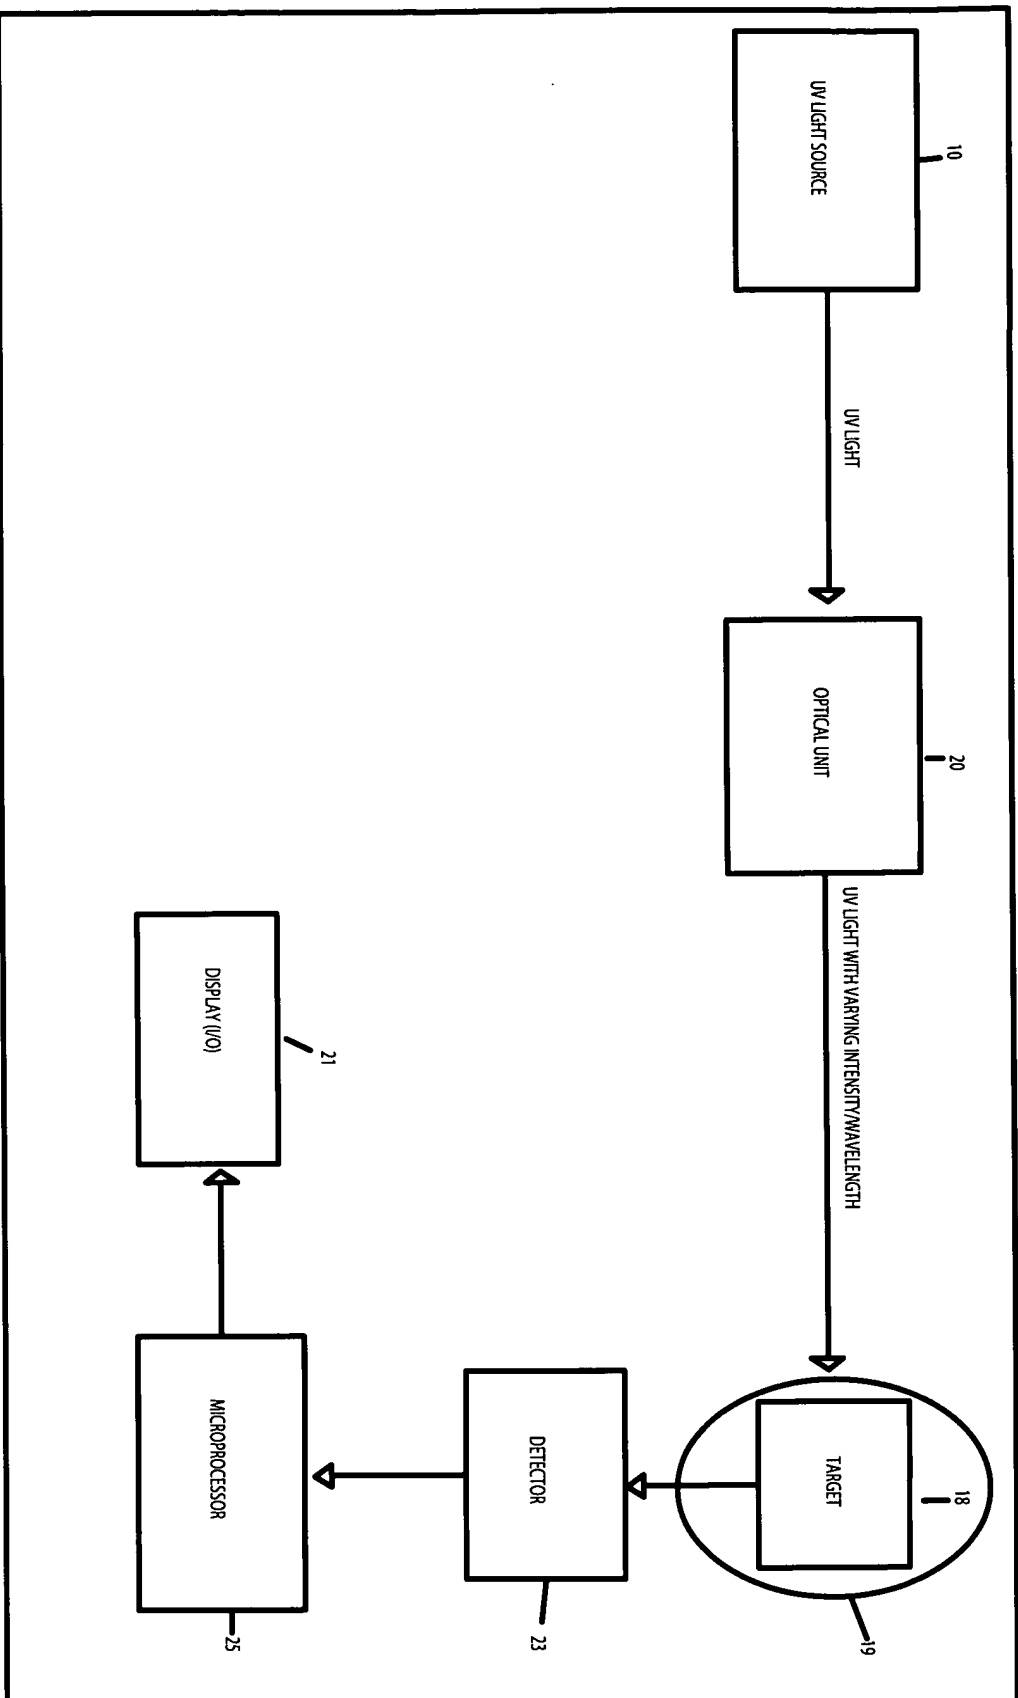 10
UV LIGHT SOURCE
UV LIGHT
20
OPTICAL UNIT
UV LIGHT WITH VARYING INTENSITY/WAVELENGTH
18
TARGET
19
DETECTOR
23
MICROPROCESSOR
25
21
DISPLAY (I/O)